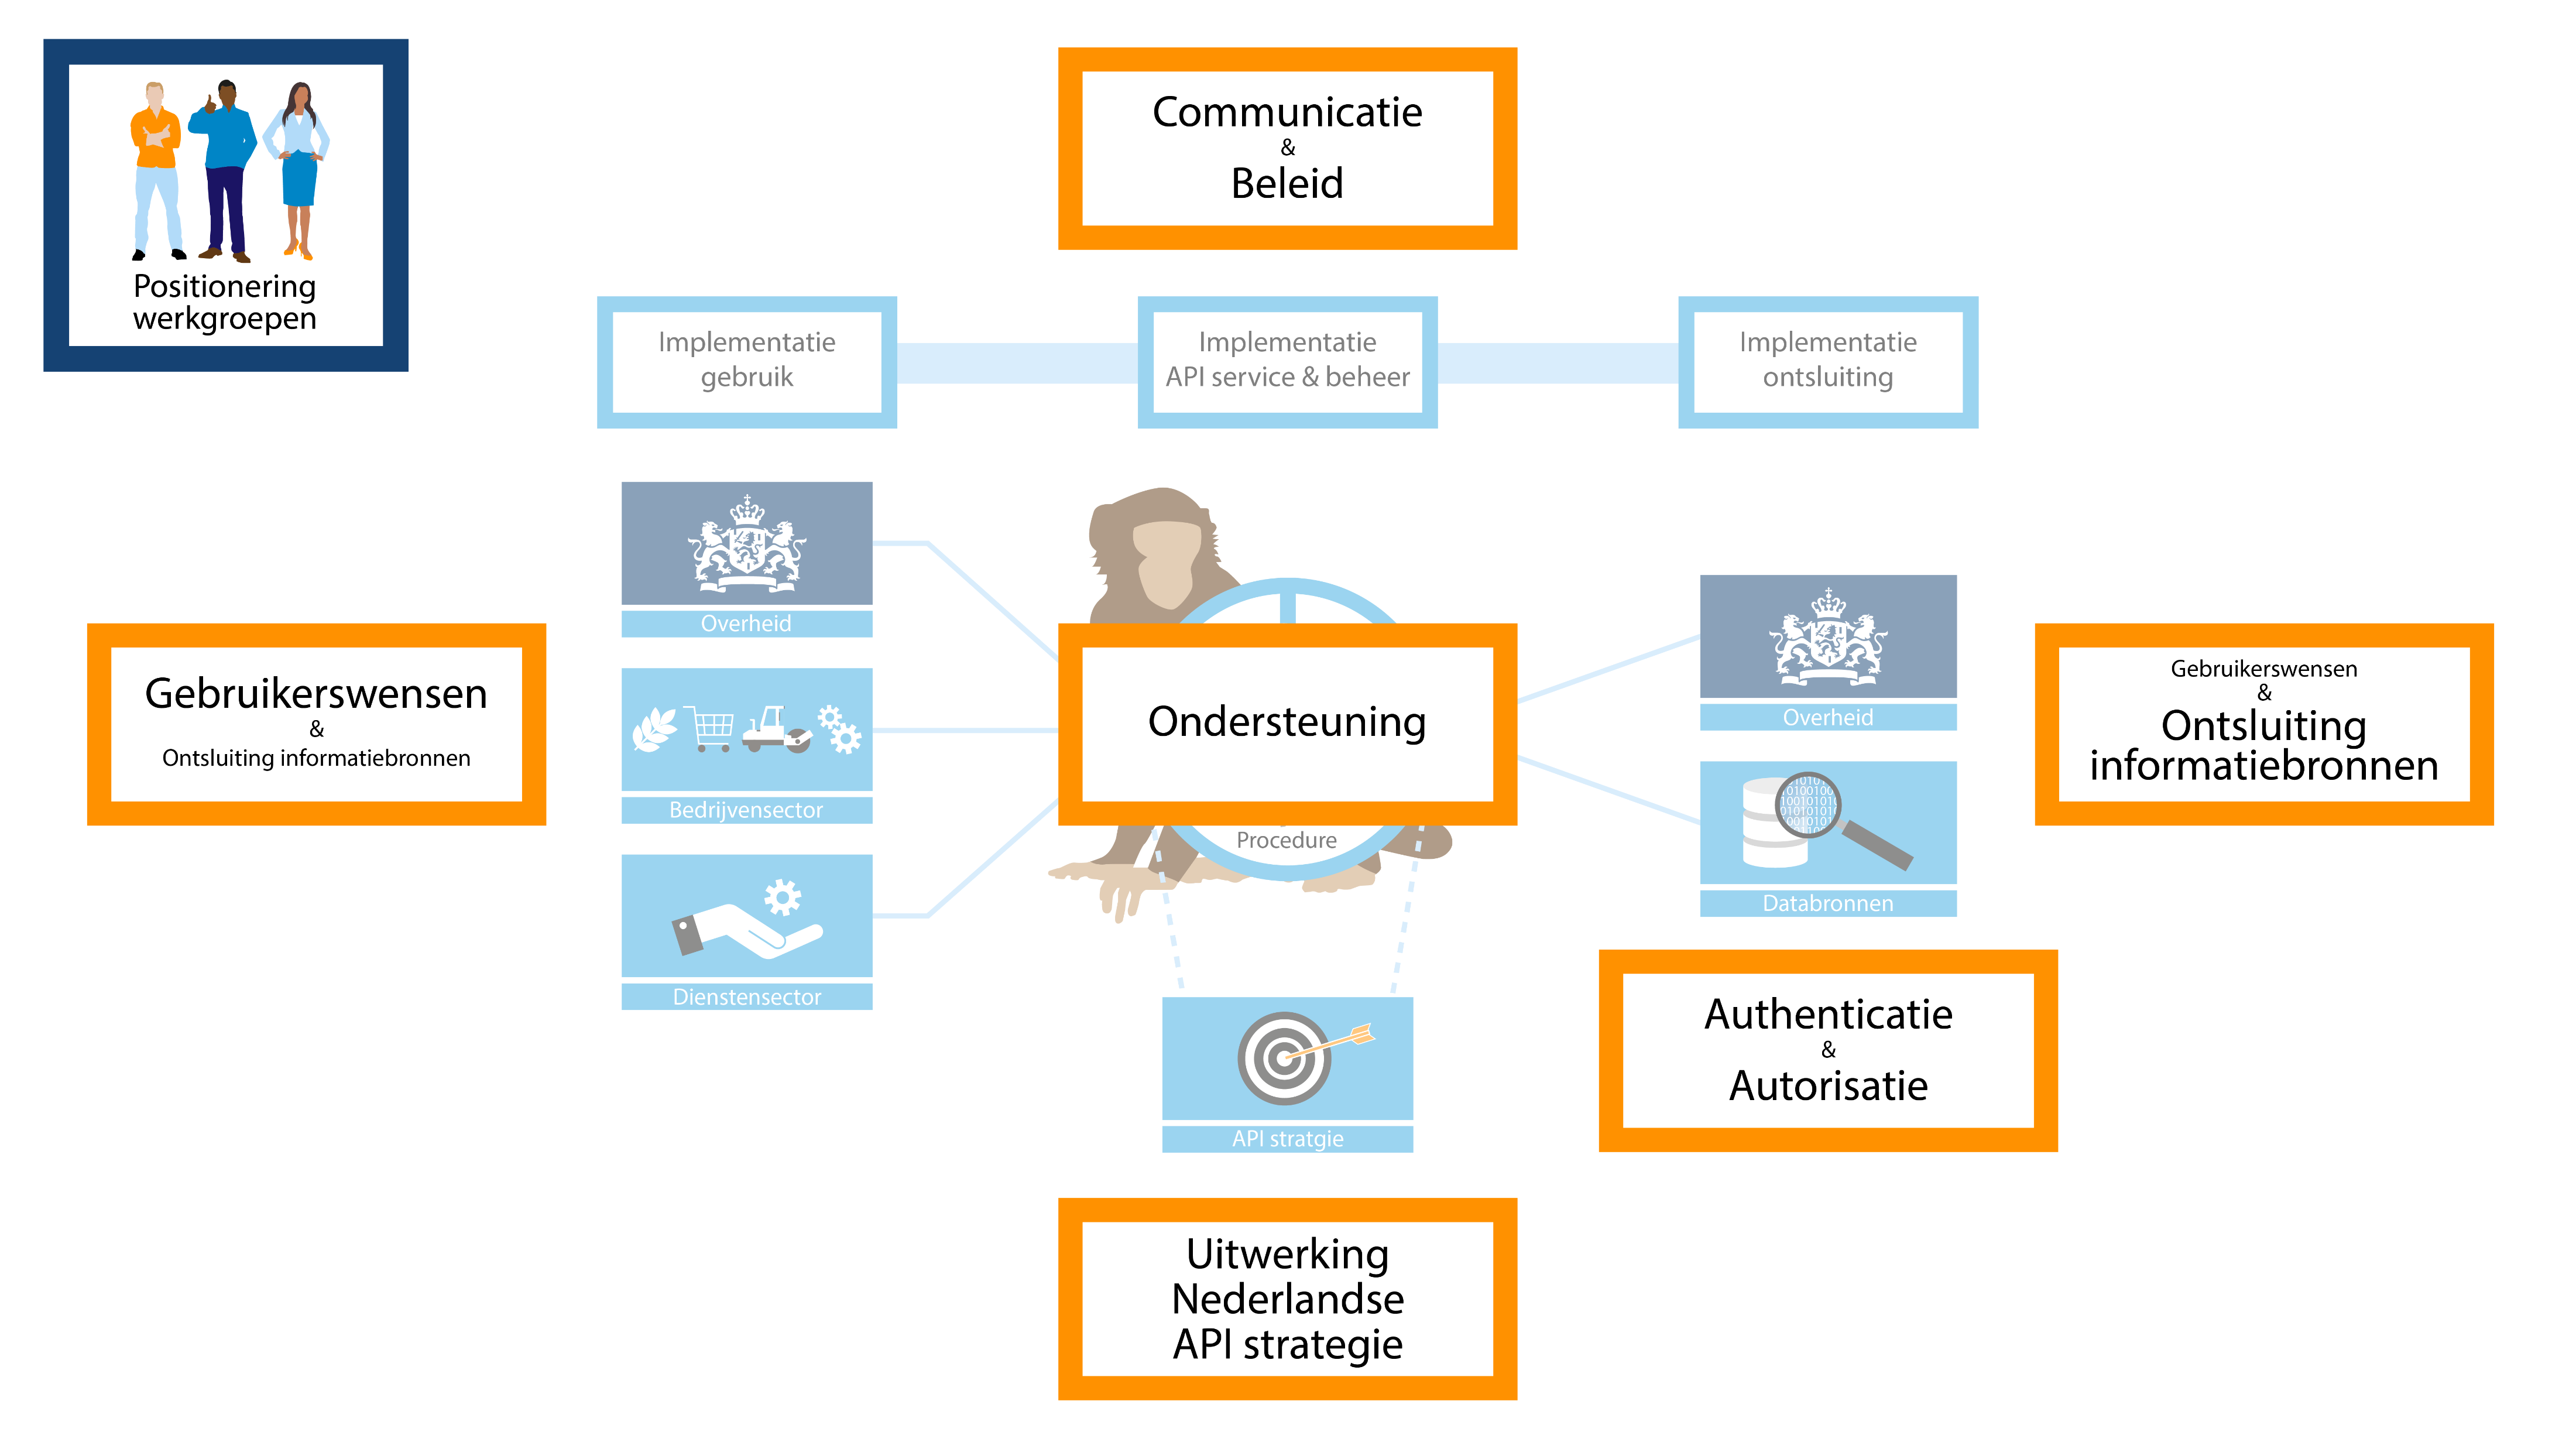 Positionering
werkgroepen
Communicatie
&
Beleid
Implementatie
gebruik
Implementatie
API service & beheer
Implementatie
ontsluiting
Gebruikerswensen
&
Ontsluiting informatiebronnen
Overheid
Bedrijvensector
Dienstensector
Ondersteuning
Procedure
API stratgie
Overheid
Databronnen
Gebruikerswensen
&
Ontsluiting
informatiebronnen
Authenticatie
&
Autorisatie
Uitwerking
Nederlandse
API strategie